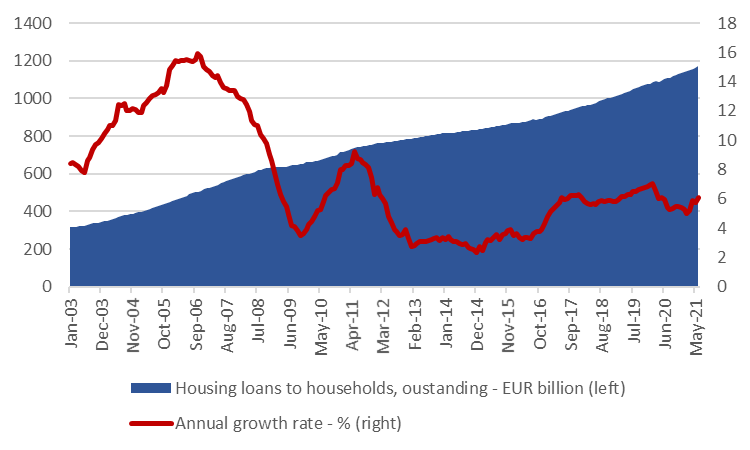 1400
1200
1000
800
600
400
200
0
18
16
14
12
10
8
6
4
2
0
Jan-03
Dec-03
Nov-04
Oct-05
Sep-06
Aug-07
Jul-08
Jun-09
May-10
Apr-11
Mar-12
Feb-13
Jan-14
Dec-14
Nov-15
Oct-16
Sep-17
Aug-18
Jul-19
Jun-20
May-21
Housing loans to households, oustanding - EUR billion (left)
Annual growth rate - % (right)